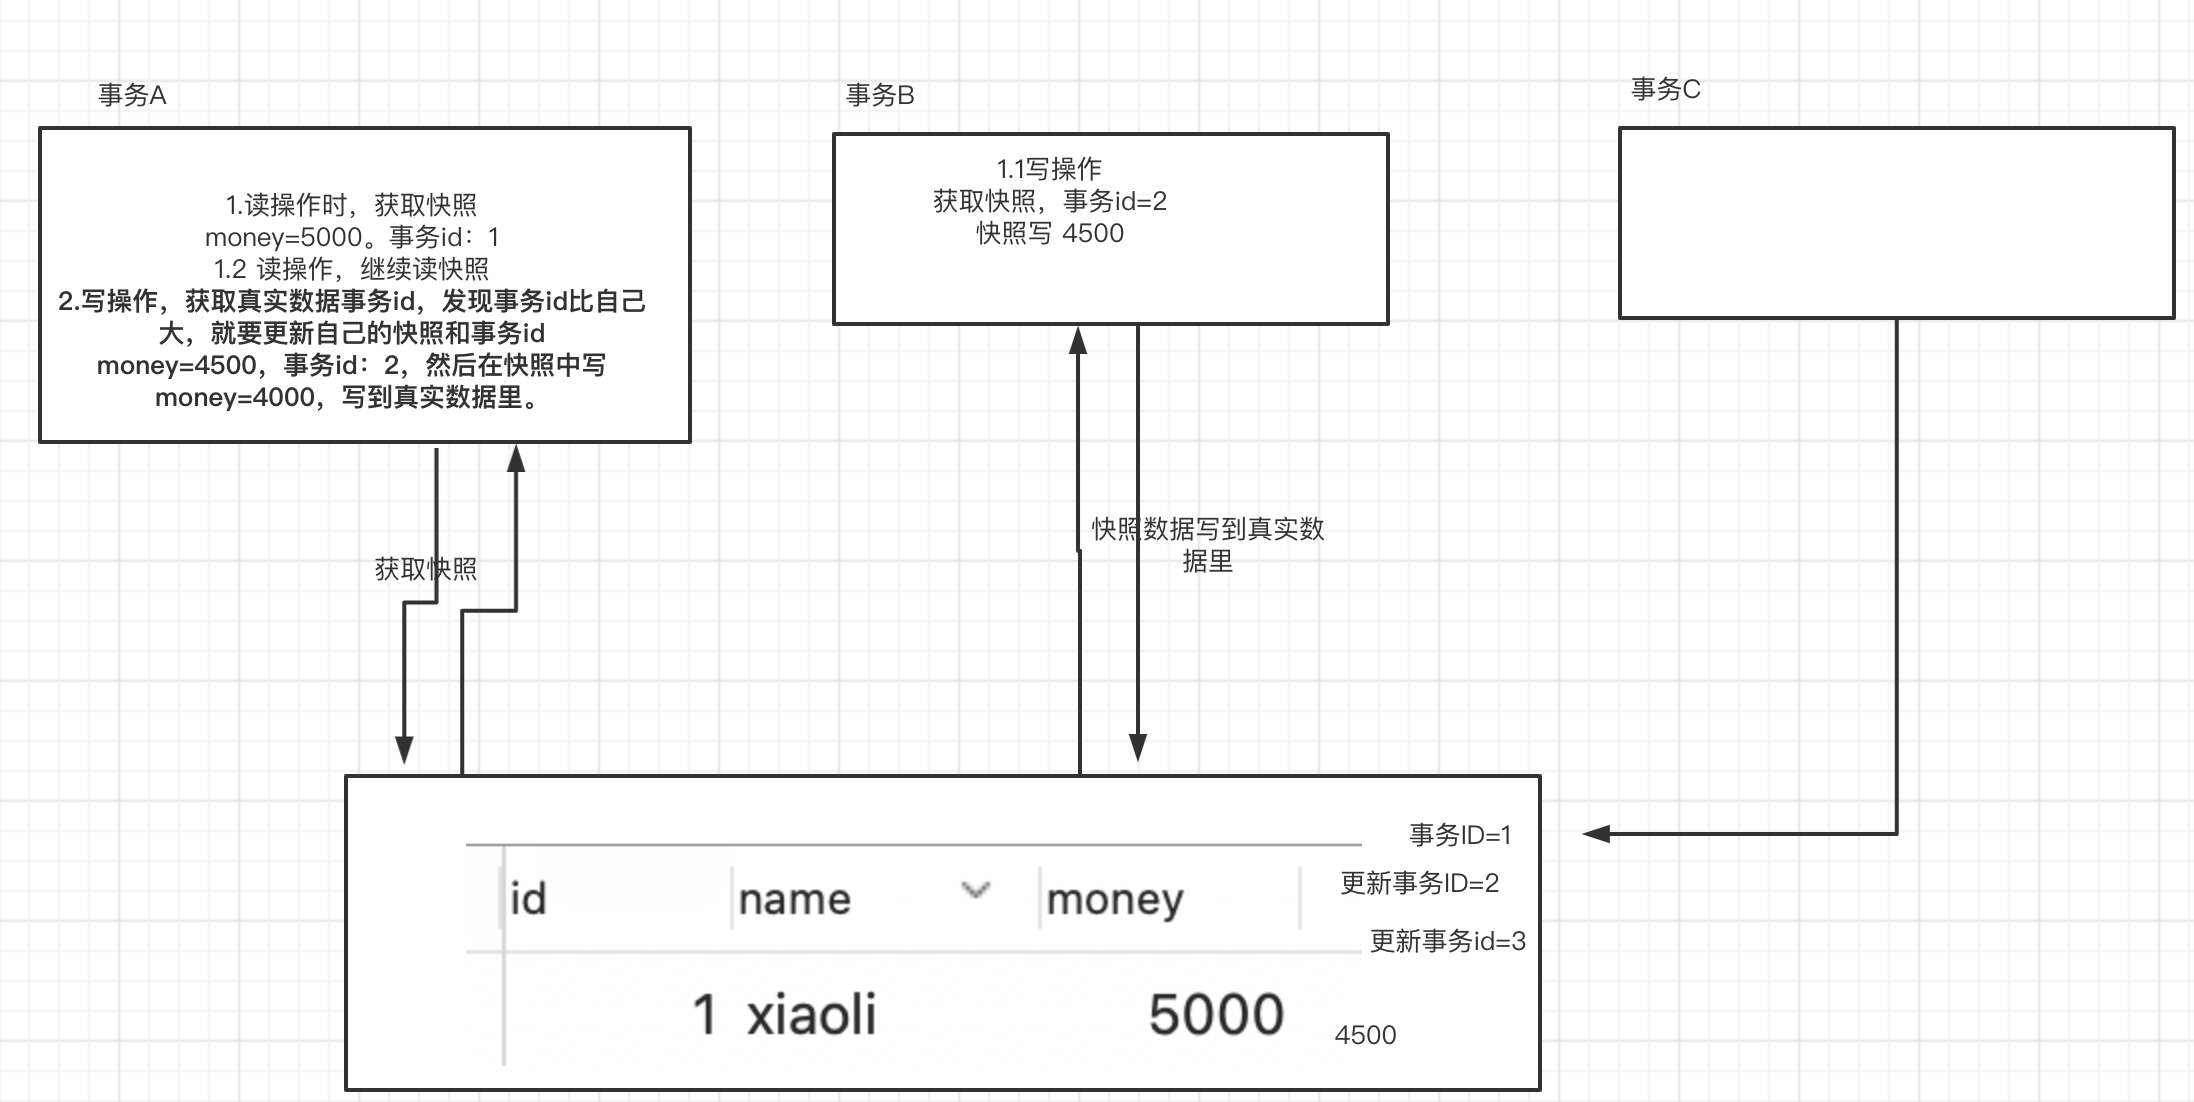 事务A
事务B
事务C
1.读操作时，获取快照
money=5000。事务id：1
1.2 读操作，继续读快照
2.写操作，获取真实数据事务id，发现事务id比自己
大，就要更新自己的快照和事务id
money=4500，事务id：2，然后在快照中写
money=4000，写到真实数据里。
1.1写操作
获取快照，事务id=2
快照写 4500
获取快照
快照数据写到真实数
据里
事务ID=1
id name money 更新事务ID=2
更新事务id=3
1 xiaoli 5000 4500